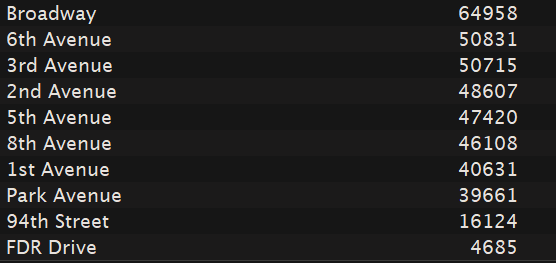 Broadway 64958
6th Avenue 50831
3rd Avenue 50715
2nd Avenue 48607
5th Avenue 47420
8th Avenue 46108
1st Avenue 40631
Park Avenue 39661
94th Street 16124
FDR Drive 4685